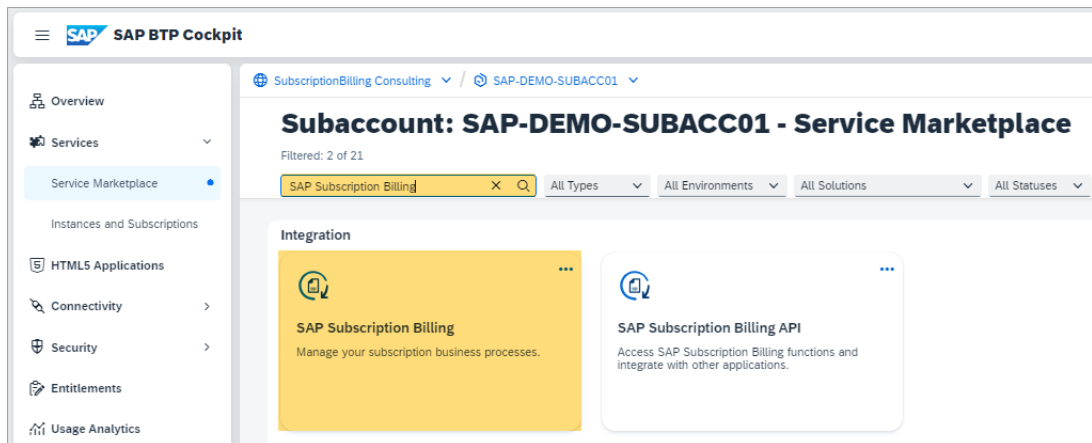 SAP SAP BTP Cockpit
Overview
Services
Service Marketplace
Instances and Subscriptions
HTML5 Applications
Connectivity
Security
Entitlements
Usage Analytics
SubscriptionBilling Consulting / SAP-DEMO-SUBACC01
Subaccount: SAP-DEMO-SUBACC01 - Service Marketplace
Filtered: 2 of 21
SAP Subscription Billing All Types All Environments All Solutions All Statuses
Integration
SAP Subscription Billing
Manage your subscription business processes.
SAP Subscription Billing API
Access SAP Subscription Billing functions and
integrate with other applications.